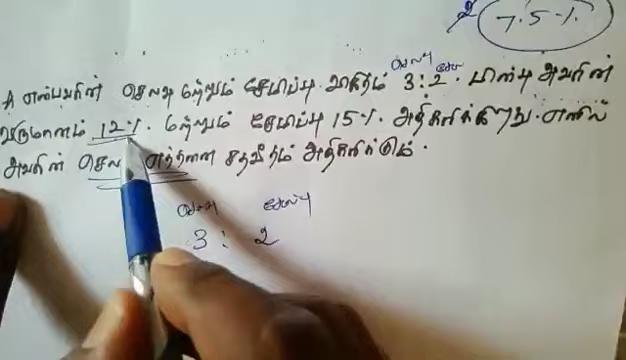 7.5%
செலவு சேமி
A என்பவரின் செலவு மற்றும் சேமிப்பு விகிதம் 3:2. பின்பு அவரின்
வருமானம் 12%. மற்றும் சேமிப்பு 15%. அதிகரிக்கிறது. எனில்
அவரின் செல எத்தனை சதவீதம் அதிகரிக்கும்.
செலவு சேமிப்பு
3 : 2